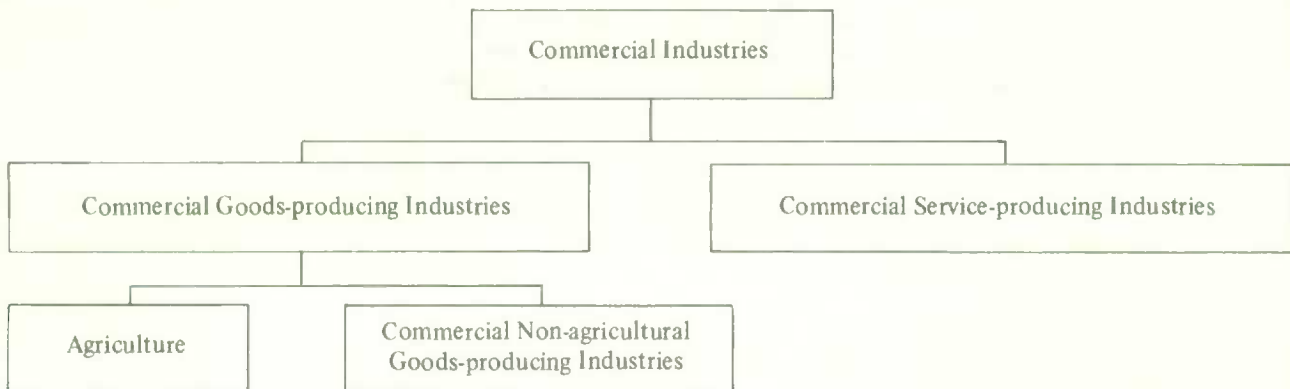 Commercial Industries
Commercial Goods-producing Industries
Commercial Service-producing Industries
Agriculture
Commercial Non-agricultural
Goods-producing Industries